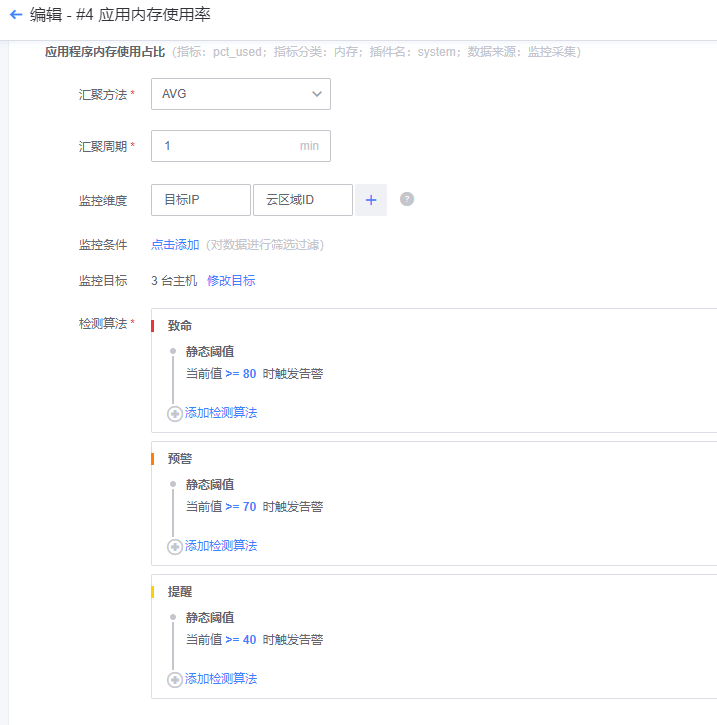 编辑 - #4 应用内存使用率
应用程序内存使用占比 (指标：pct_used；指标分类：内存；插件名：system；数据来源：监控采集)
汇聚方法 * AVG
汇聚周期 * 1 min
监控维度 目标IP 云区域ID + ?
监控条件 点击添加 (对数据进行筛选过滤)
监控目标 3 台主机 修改目标
检测算法 * 致命
静态阈值
当前值 >= 80 时触发告警
添加检测算法
预警
静态阈值
当前值 >= 70 时触发告警
添加检测算法
提醒
静态阈值
当前值 >= 40 时触发告警
添加检测算法